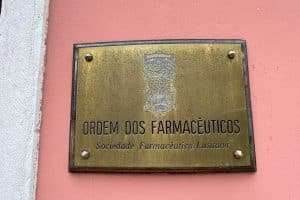 ORDEM DOS FARMACÊUTICOS
Sociedade Farmacêutica Lusitana